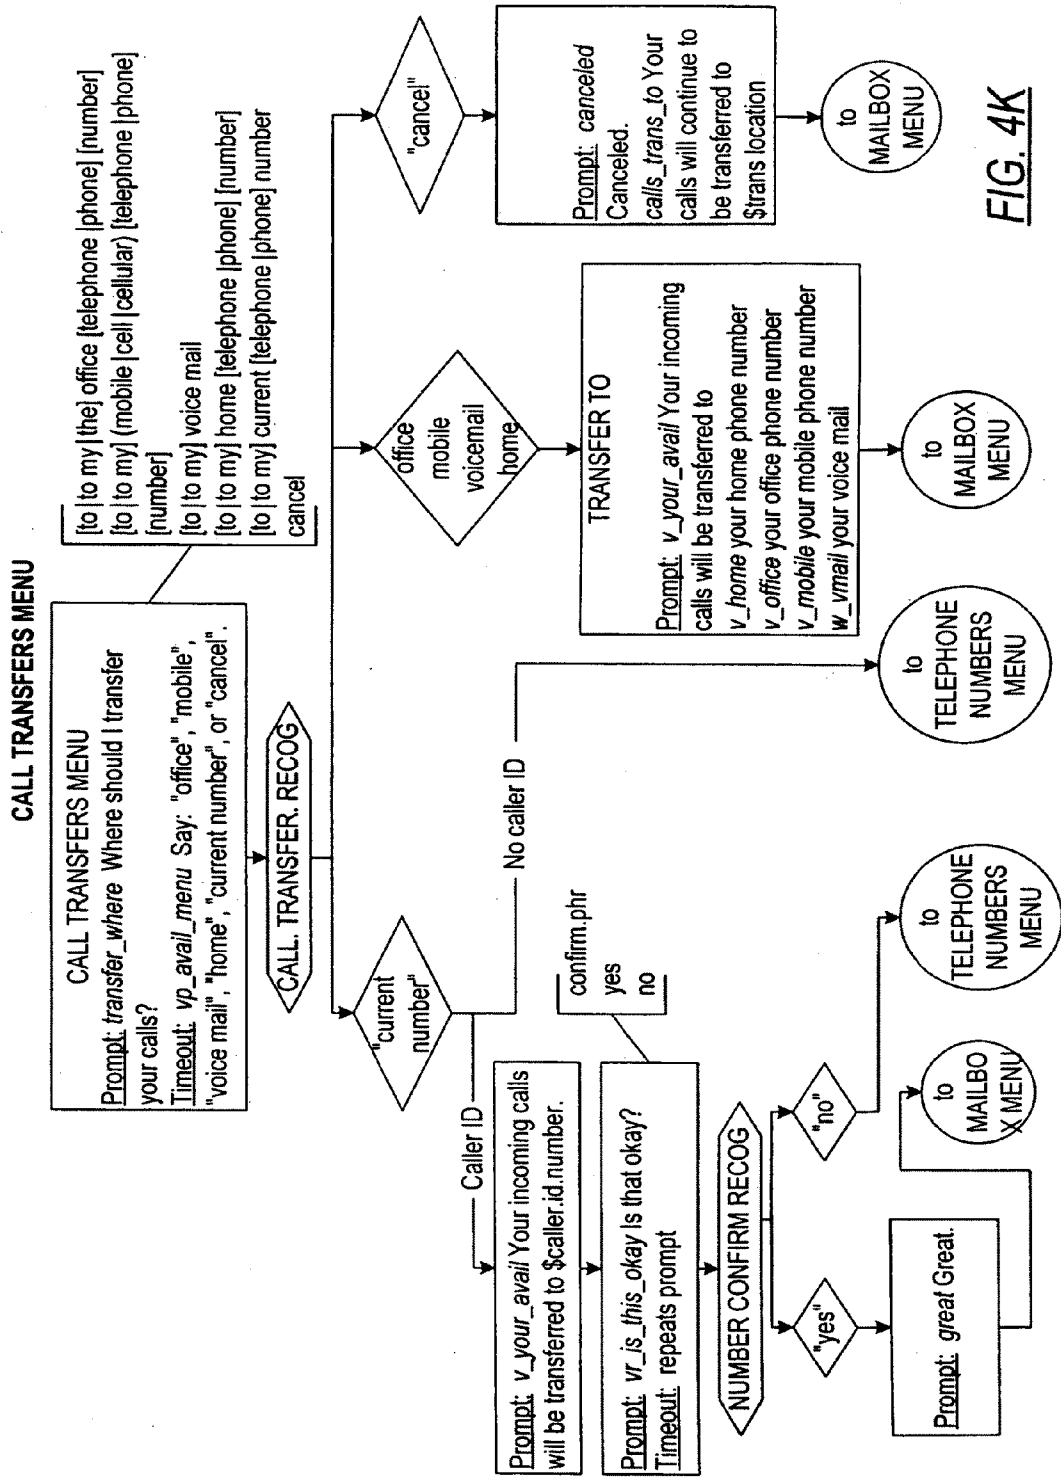 CALL TRANSFERS MENU
CALL TRANSFERS MENU
Prompt: transfer_where Where should I transfer
your calls?
Timeout: vp_avail_menu Say: "office", "mobile",
"voice mail", "home", "current number", or "cancel".
[to | to my | the] office [telephone |phone] [number]
[to | to my] (mobile |cell |cellular) [telephone |phone]
[number]
[to | to my] voice mail
[to | to my] home [telephone |phone] [number]
[to | to my] current [telephone |phone] number
cancel
CALL. TRANSFER. RECOG
"current
number"
office
mobile
voicemail
home
"cancel"
Caller ID
No caller ID
Prompt: v_your_avail Your incoming calls
will be transferred to $caller.id.number.
Prompt: vr_is_this_okay Is that okay?
Timeout: repeats prompt
confirm.phr
yes
no
NUMBER CONFIRM RECOG
"yes"
"no"
Prompt: great Great.
to
MAILBO
X MENU
to
TELEPHONE
NUMBERS
MENU
to
TELEPHONE
NUMBERS
MENU
TRANSFER TO
Prompt: v_your_avail Your incoming
calls will be transferred to
v_home your home phone number
v_office your office phone number
v_mobile your mobile phone number
w_vmail your voice mail
to
MAILBOX
MENU
Prompt: canceled
Canceled.
calls_trans_to Your
calls will continue to
be transferred to
$trans location
to
MAILBOX
MENU
FIG. 4K